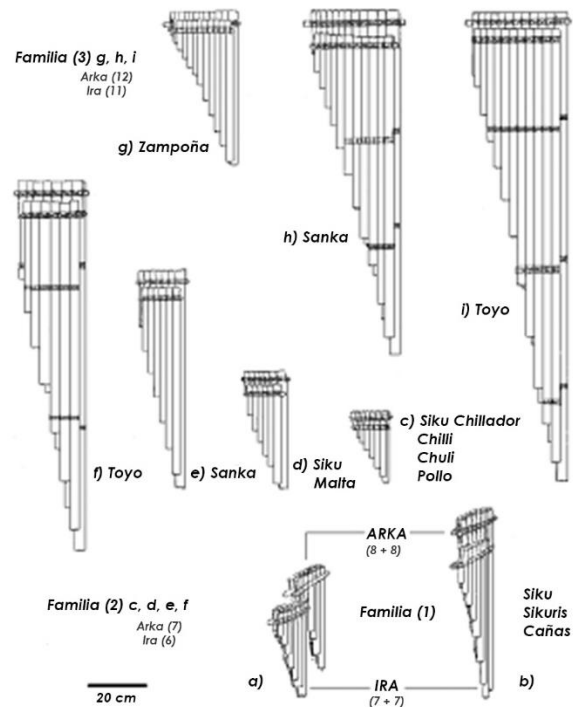 Familia (3) g, h, i
Arka (12)
Ira (11)
g) Zampoña
h) Sanka
i) Toyo
f) Toyo
e) Sanka
d) Siku
Malta
c) Siku Chillador
Chilli
Chuli
Pollo
ARKA
(8 + 8)
Familia (2) c, d, e, f
Arka (7)
Ira (6)
Familia (1)
Siku
Sikuris
Cañas
a)
IRA
(7 + 7)
b)
20 cm